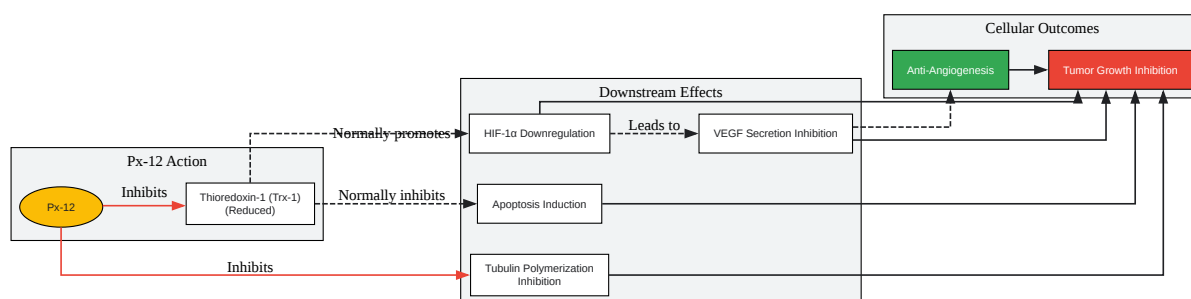 Cellular Outcomes
Anti-Angiogenesis
Tumor Growth Inhibition
Downstream Effects
Normally promotes
HIF-1α Downregulation
Leads to
VEGF Secretion Inhibition
Px-12 Action
Px-12
Inhibits
Thioredoxin-1 (Trx-1)
(Reduced)
Normally inhibits
Apoptosis Induction
Inhibits
Tubulin Polymerization
Inhibition